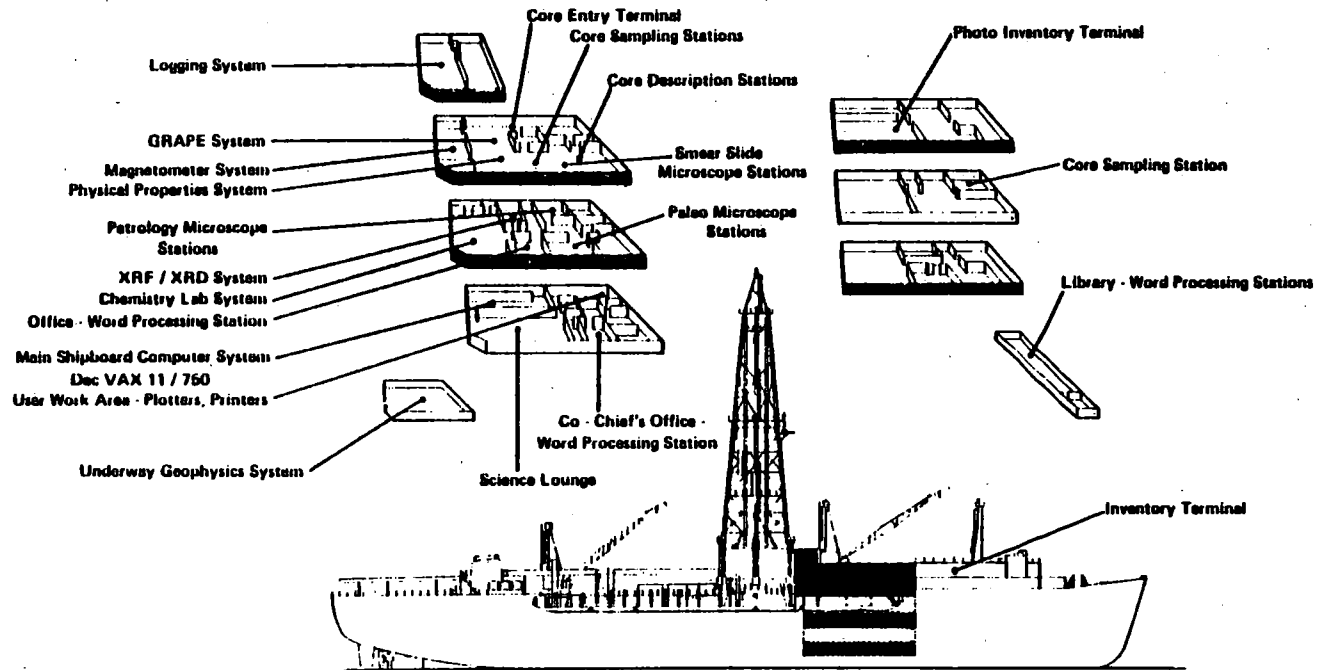 Core Entry Terminal
Core Sampling Stations
Photo Inventory Terminal
Logging System
Core Description Stations
GRAPE System
Magnetometer System
Physical Properties System
Smear Slide
Microscope Stations
Core Sampling Station
Petrology Microscope
Stations
Paleo Microscope
Stations
XRF / XRD System
Chemistry Lab System
Office - Word Processing Station
Library - Word Processing Stations
Main Shipboard Computer System
Dec VAX 11 / 750
User Work Area - Plotters, Printers
Co - Chief's Office -
Word Processing Station
Underway Geophysics System
Science Lounge
Inventory Terminal